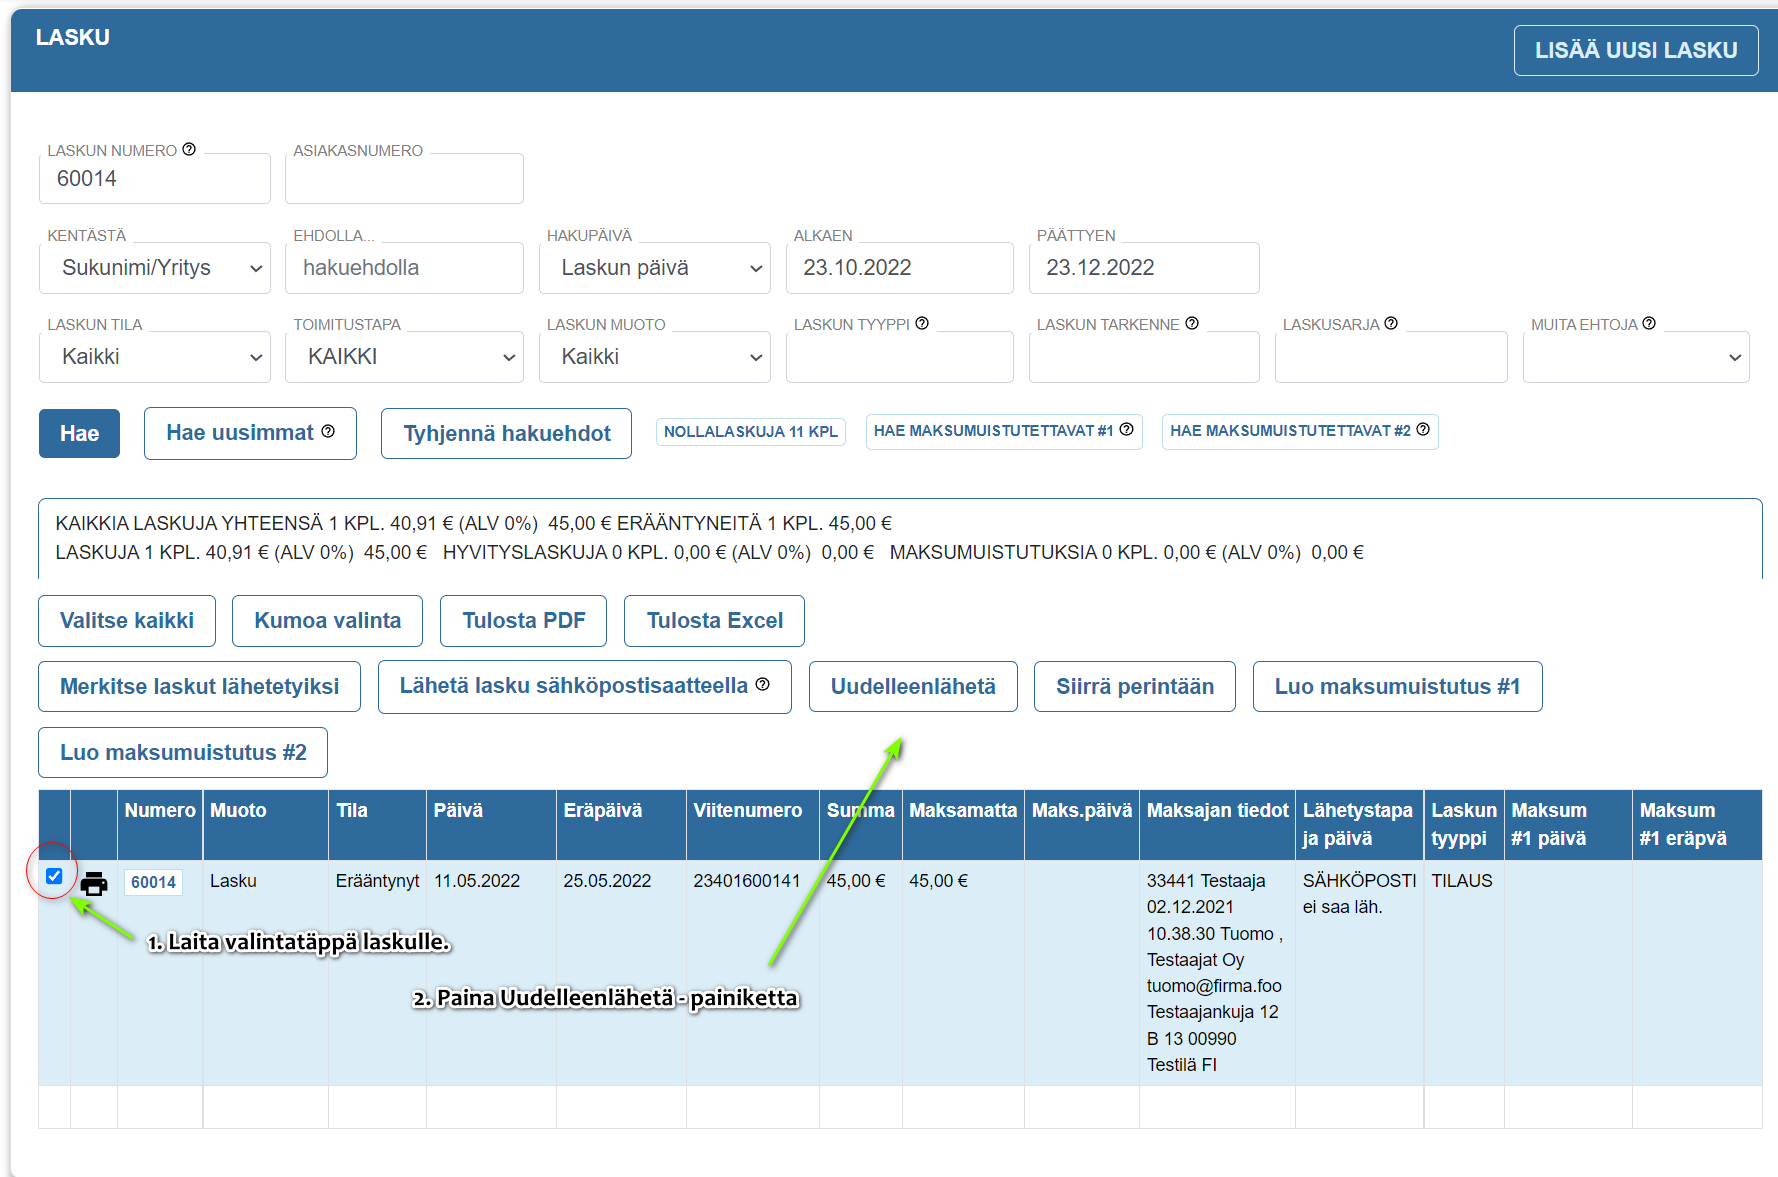 LASKU
LISÄÄ UUSI LASKU
LASKUN NUMERO
ASIAKASNUMERO
60014
KENTÄSTÄ
EHDOLLA...
HAKUPÄIVÄ
ALKAEN
PÄÄTTYEN
Sukunimi/Yritys
hakuehdolla
Laskun päivä
23.10.2022
23.12.2022
LASKUN TILA
TOIMITUSTAPA
LASKUN MUOTO
LASKUN TYYPPI
LASKUN TARKENNE
LASKUSARJA
MUITA EHTOJA
Kaikki
KAIKKI
Kaikki
Hae
Hae uusimmat
Tyhjennä hakuehdot
NOLLALASKUJA 11 KPL
HAE MAKSUMUISTUTETTAVAT #1
HAE MAKSUMUISTUTETTAVAT #2
KAIKKIA LASKUJA YHTEENSÄ 1 KPL. 40,91 € (ALV 0%) 45,00 € ERÄÄNTYNEITÄ 1 KPL. 45,00 €
LASKUJA 1 KPL. 40,91 € (ALV 0%) 45,00 € HYVITYSLASKUJA 0 KPL. 0,00 € (ALV 0%) 0,00 € MAKSUMUISTUTUKSIA 0 KPL. 0,00 € (ALV 0%) 0,00 €
Valitse kaikki
Kumoa valinta
Tulosta PDF
Tulosta Excel
Merkitse laskut lähetetyiksi
Lähetä lasku sähköpostisaatteella
Uudelleenlähetä
Siirrä perintään
Luo maksumuistutus #1
Luo maksumuistutus #2
Numero
Muoto
Tila
Päivä
Eräpäivä
Viitenumero
Summa
Maksamatta
Maks.päivä
Maksajan tiedot
Lähetystapa
ja päivä
Laskun
tyyppi
Maksum
#1 päivä
Maksum
#1 eräpvä
60014
Lasku
Erääntynyt
11.05.2022
25.05.2022
23401600141
45,00 €
45,00 €
33441 Testaaja
02.12.2021
10.38.30 Tuomo ,
Testaajat Oy
tuomo@firma.foo
Testaajankuja 12
B 13 00990
Testilä FI
SÄHKÖPOSTI
ei saa läh.
TILAUS
1. Laita valintatäppä laskulle.
2. Paina Uudelleenlähetä - painiketta